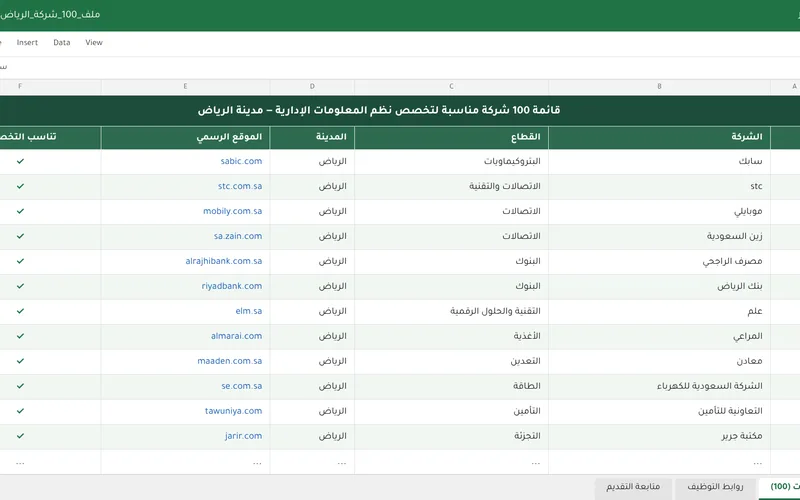 ملف_100_شركة_الرياض
Insert Data View
F E D C B A
قائمة 100 شركة مناسبة لتخصص نظم المعلومات الإدارية – مدينة الرياض
الشركة القطاع المدينة الموقع الرسمي تناسب
سابك البتروكيماويات الرياض sabic.com ✓
stc الاتصالات والتقنية الرياض stc.com.sa ✓
موبايلي الاتصالات الرياض mobily.com.sa ✓
زين السعودية الاتصالات الرياض sa.zain.com ✓
مصرف الراجحي البنوك الرياض alrajhibank.com.sa ✓
بنك الرياض البنوك الرياض riyadbank.com ✓
علم التقنية والحلول الرقمية الرياض elm.sa ✓
المراعي الأغذية الرياض almarai.com ✓
معادن التعدين الرياض maaden.com.sa ✓
الشركة السعودية للكهرباء الطاقة الرياض se.com.sa ✓
التعاونية للتأمين التأمين الرياض tawuniya.com ✓
مكتبة جرير التجزئة الرياض jarir.com ✓
... ... ... ... ...
(100) روابط التوظيف متابعة التقديم